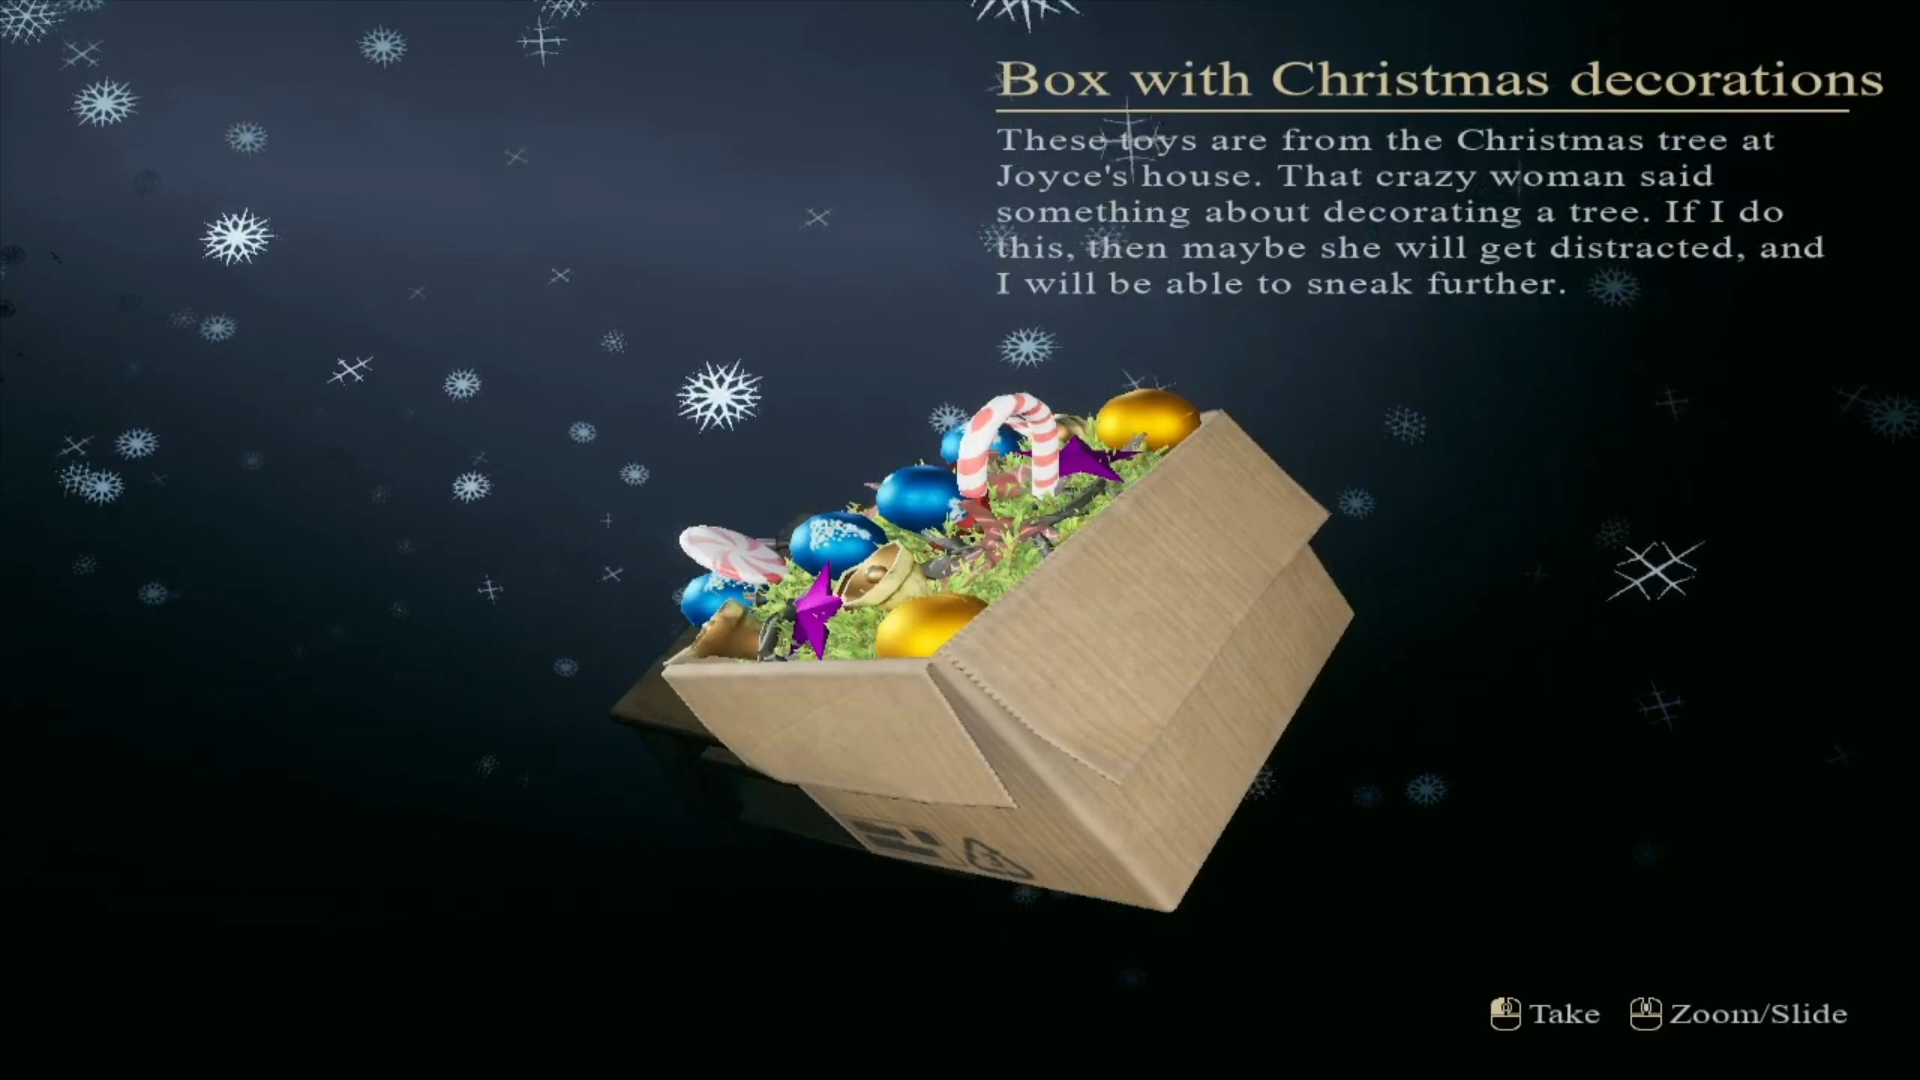 Box with Christmas decorations
These toys are from the Christmas tree at
Joyce's house. That crazy woman said
something about decorating a tree. If I do
this, then maybe she will get distracted, and
I will be able to sneak further.
Take Zoom/Slide